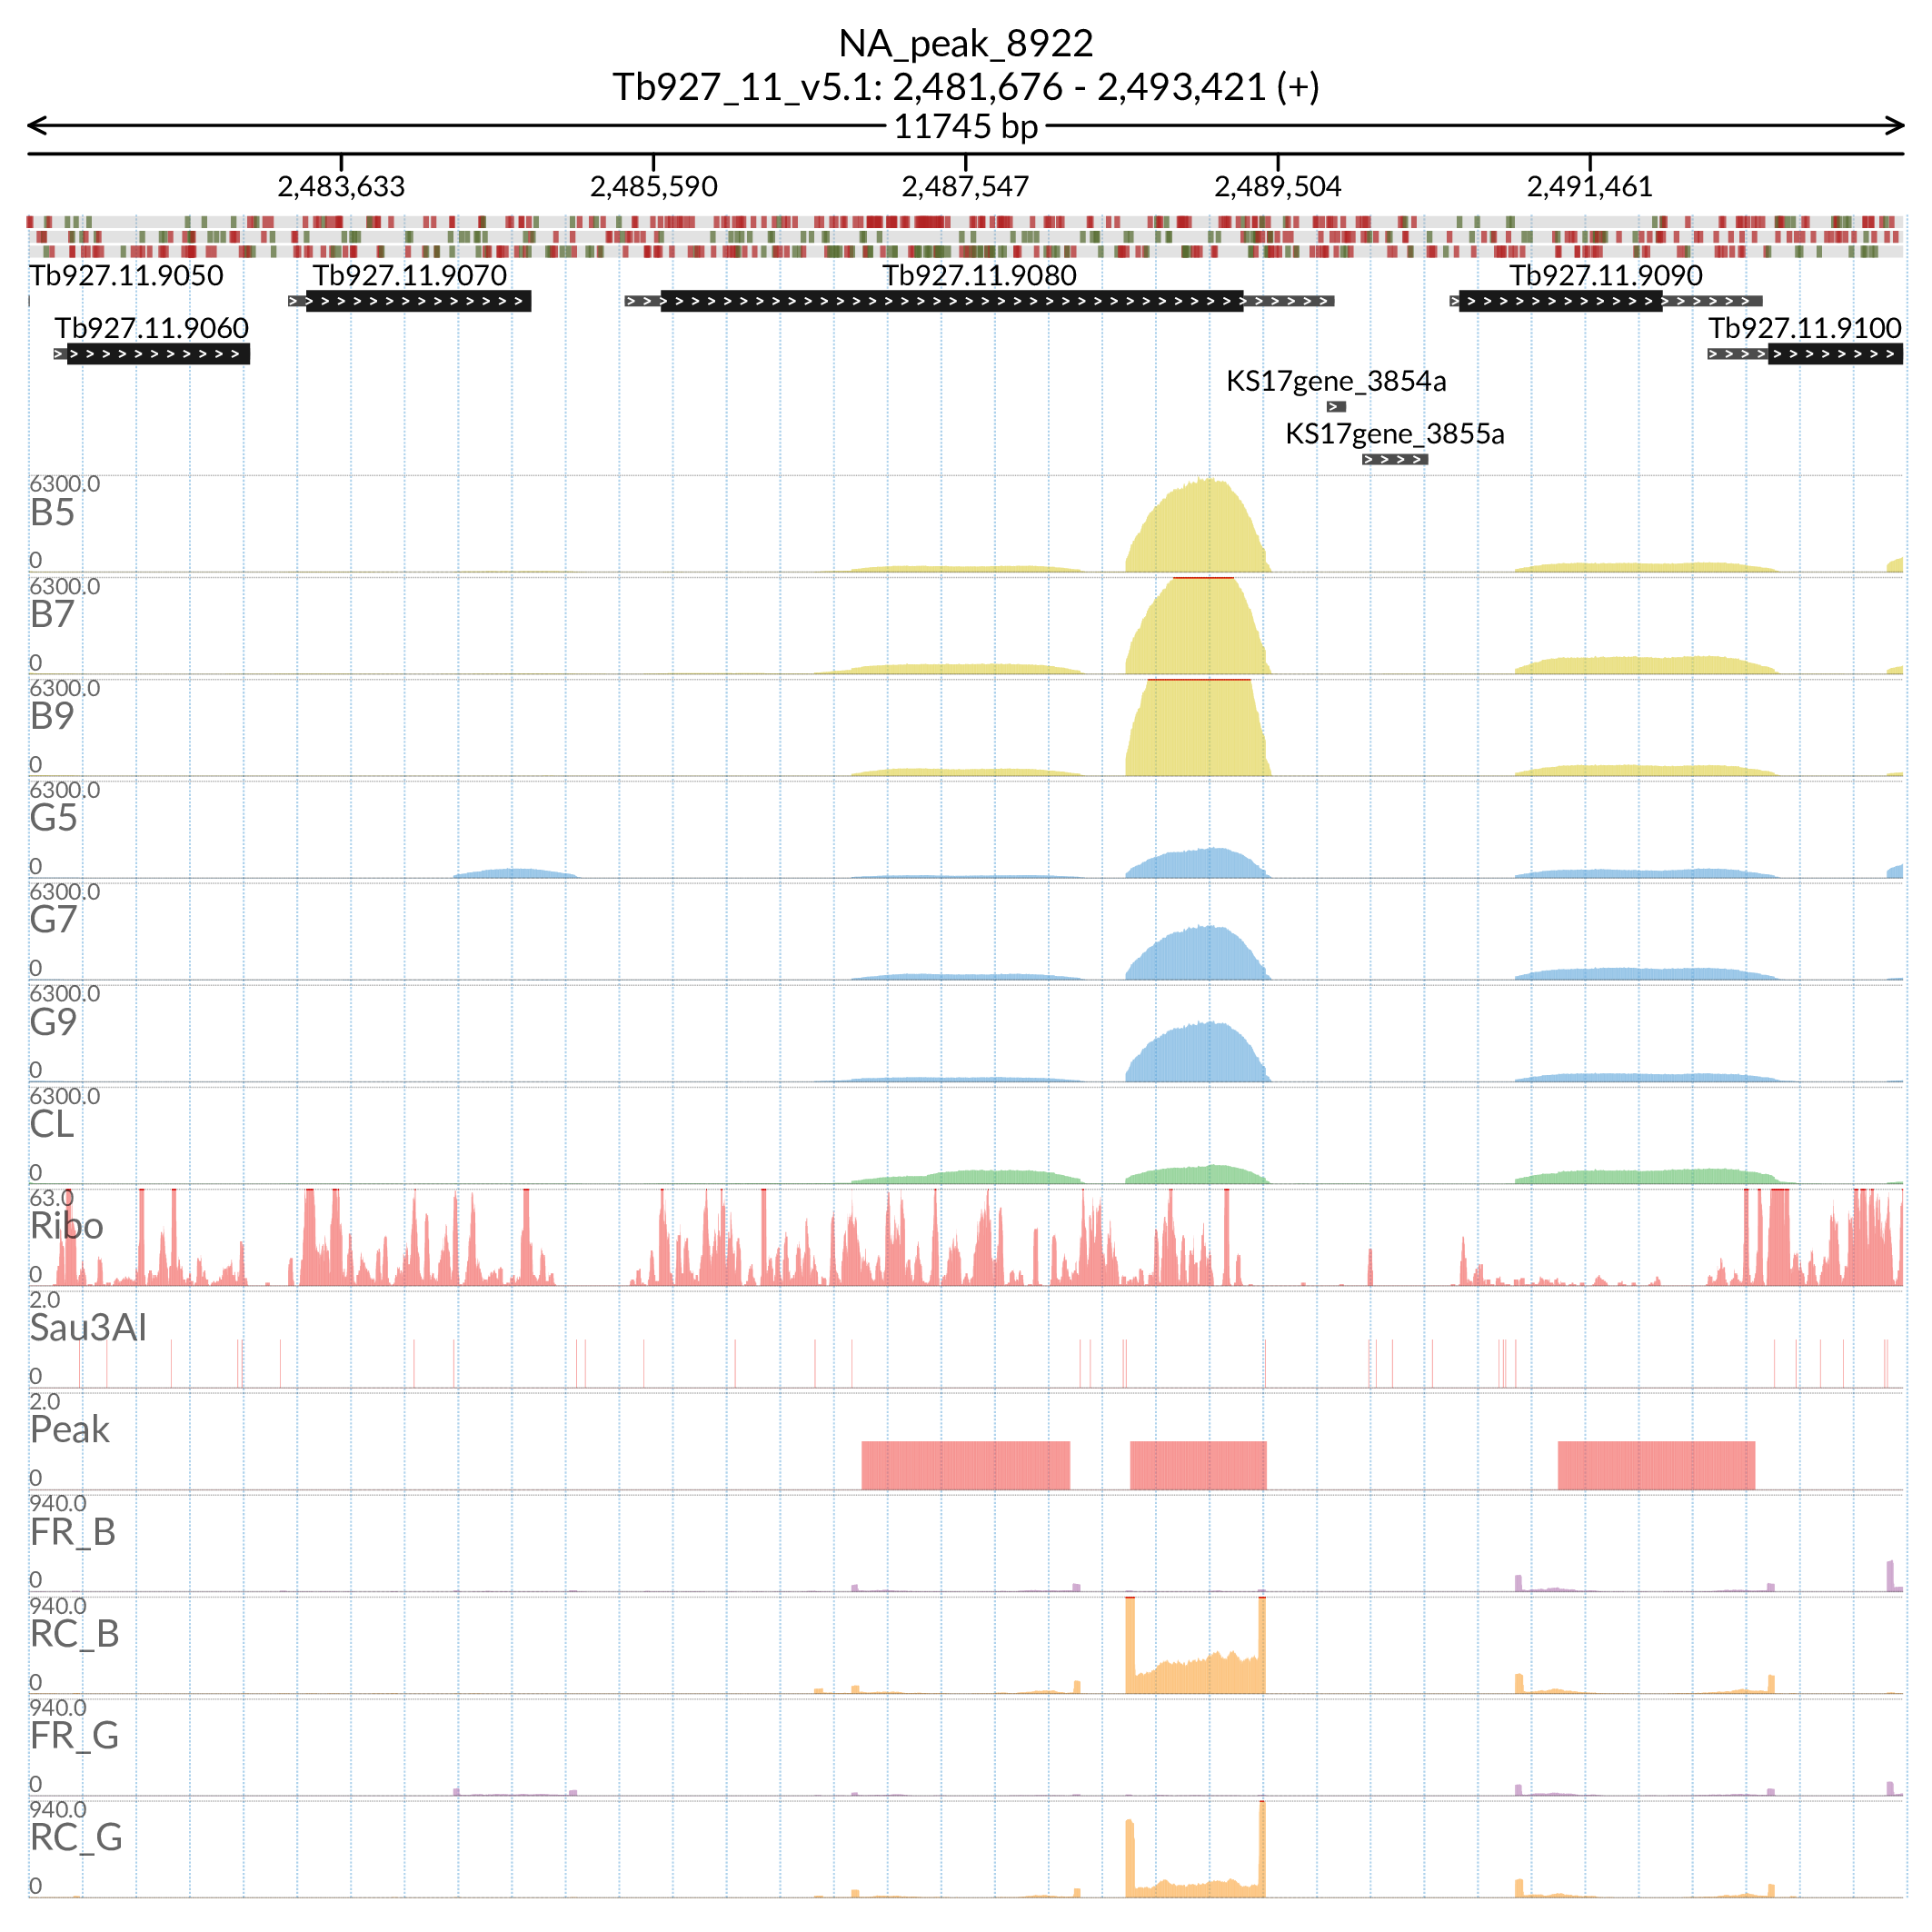 NA_peak_8922
Tb927_11_v5.1: 2,481,676 - 2,493,421 (+)
11745 bp
2,483,633 2,485,590 2,487,547 2,489,504 2,491,461
Tb927.11.9050 Tb927.11.9070 Tb927.11.9080 Tb927.11.9090
Tb927.11.9060 Tb927.11.9100
KS17gene_3854a
KS17gene_3855a
6300.0
B5
0
6300.0
B7
0
6300.0
B9
0
6300.0
G5
0
6300.0
G7
0
6300.0
G9
0
6300.0
CL
0
63.0
Ribo
0
2.0
Sau3AI
0
2.0
Peak
0
940.0
FR_B
0
940.0
RC_B
0
940.0
FR_G
0
940.0
RC_G
0